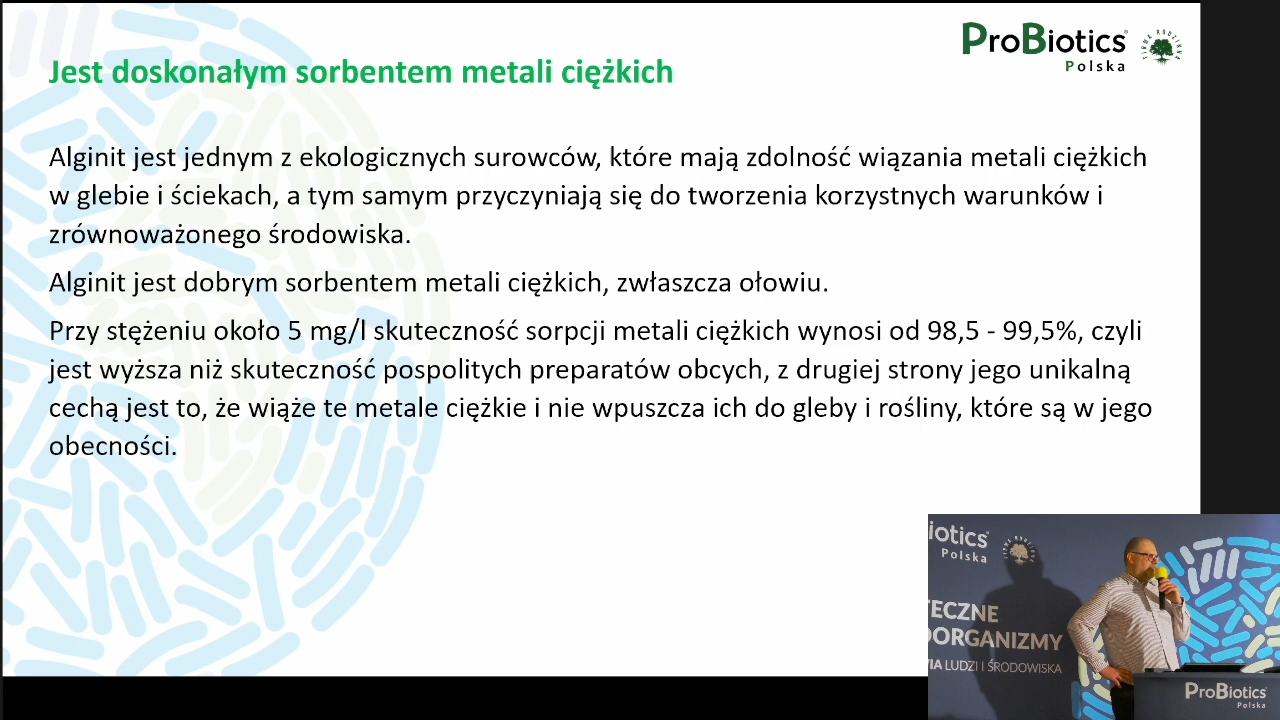 ProBiotics
Polska
FIRMA RODZINNA
Jest doskonałym sorbentem metali ciężkich
Alginit jest jednym z ekologicznych surowców, które mają zdolność wiązania metali ciężkich
w glebie i ściekach, a tym samym przyczyniają się do tworzenia korzystnych warunków i
zrównoważonego środowiska.
Alginit jest dobrym sorbentem metali ciężkich, zwłaszcza ołowiu.
Przy stężeniu około 5 mg/l skuteczność sorpcji metali ciężkich wynosi od 98,5 - 99,5%, czyli
jest wyższa niż skuteczność pospolitych preparatów obcych, z drugiej strony jego unikalną
cechą jest to, że wiąże te metale ciężkie i nie wpuszcza ich do gleby i rośliny, które są w jego
obecności.
iotics
Polska
TECZNE
OORGANIZMY
IA LUDZI I ŚRODOWISKA
ProBiotics
Polska